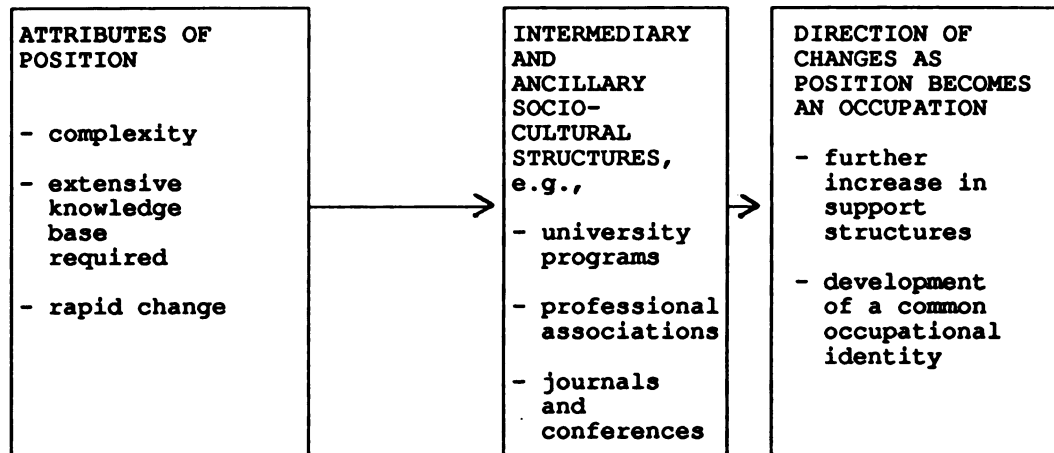 ATTRIBUTES OF
POSITION
- complexity
- extensive
knowledge
base
required
- rapid change
INTERMEDIARY
AND
ANCILLARY
SOCIO-
CULTURAL
STRUCTURES,
e.g.,
- university
programs
- professional
associations
- journals
and
conferences
DIRECTION OF
CHANGES AS
POSITION BECOMES
AN OCCUPATION
- further
increase in
support
structures
- development
of a common
occupational
identity